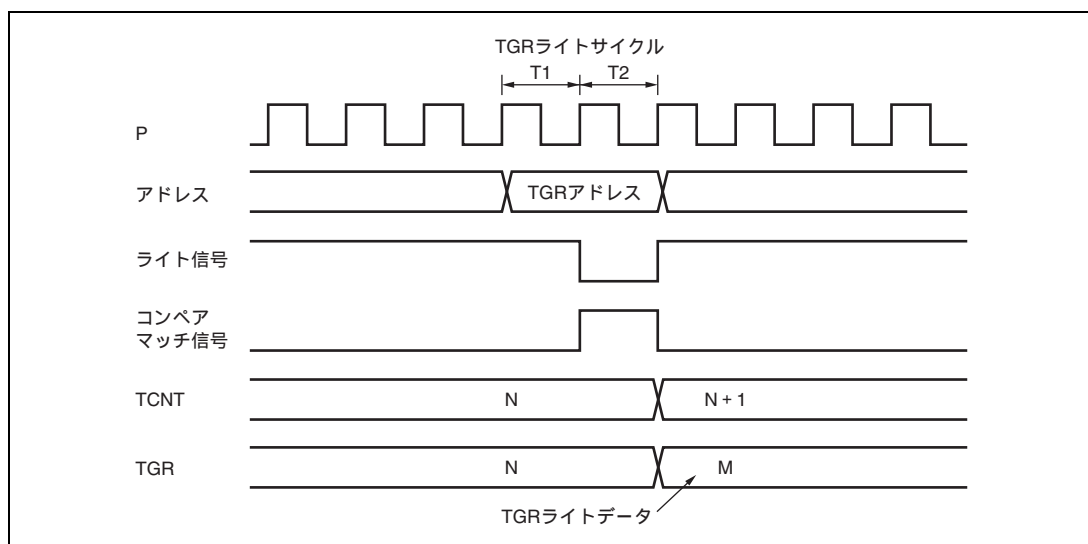 TGRライトサイクル
T1 T2
P
アドレス TGRアドレス
ライト信号
コンペア
マッチ信号
TCNT N N + 1
TGR N M
TGRライトデータ